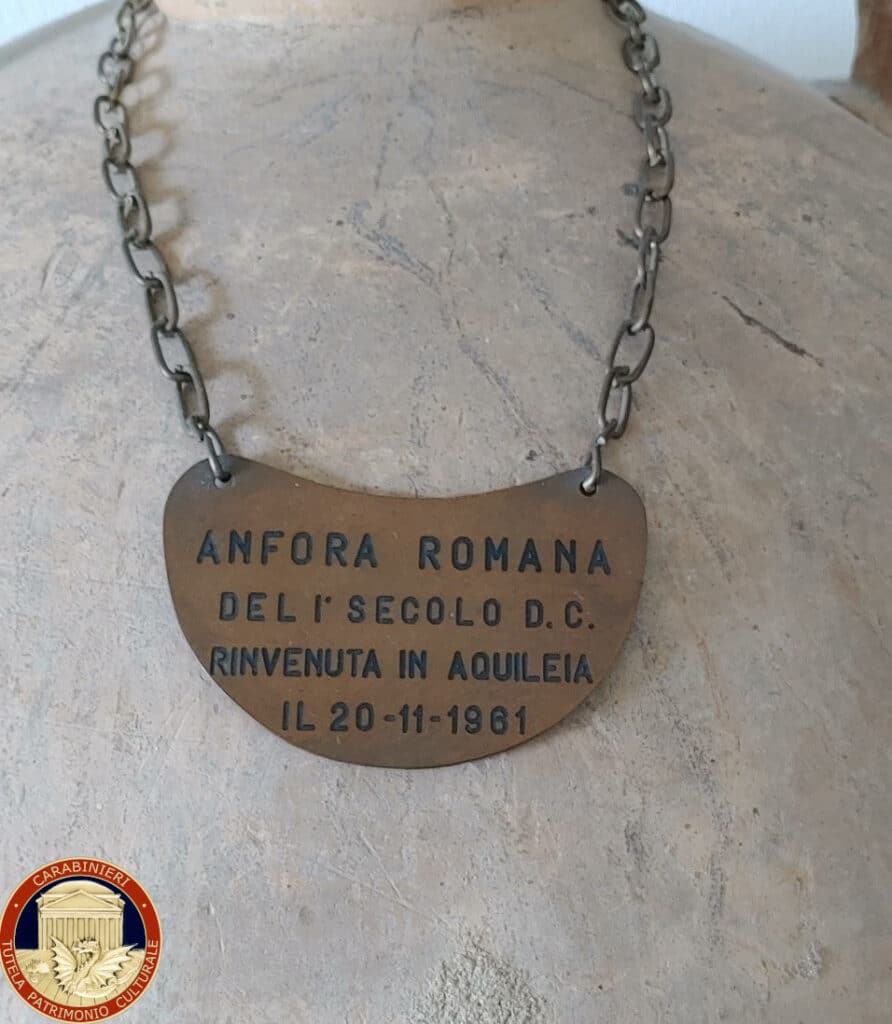 ANFORA ROMANA
DEL I° SECOLO D.C.
RINVENUTA IN AQUILEIA
IL 20-11-1961
CARABINIERI
TUTELA PATRIMONIO CULTURALE